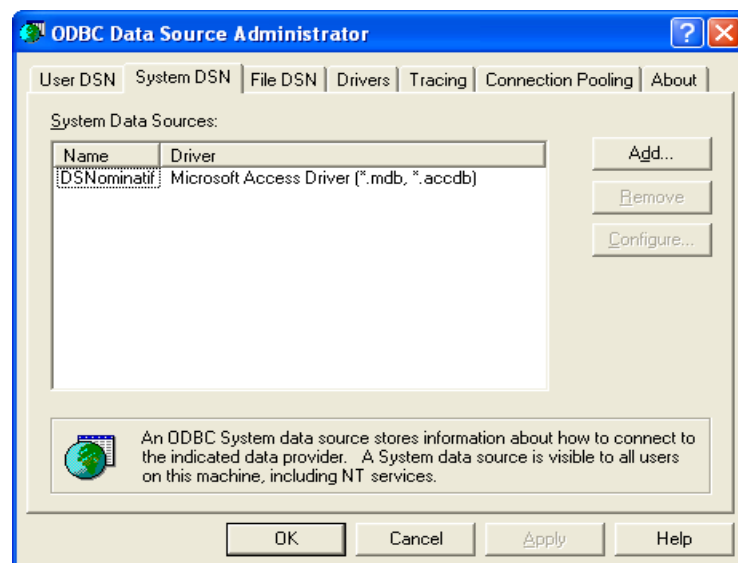 ODBC Data Source Administrator
User DSN System DSN File DSN Drivers Tracing Connection Pooling About
System Data Sources:
Name Driver
DSNominatif Microsoft Access Driver (*.mdb, *.accdb)
Add...
Remove
Configure...
An ODBC System data source stores information about how to connect to
the indicated data provider. A System data source is visible to all users
on this machine, including NT services.
OK Cancel Apply Help